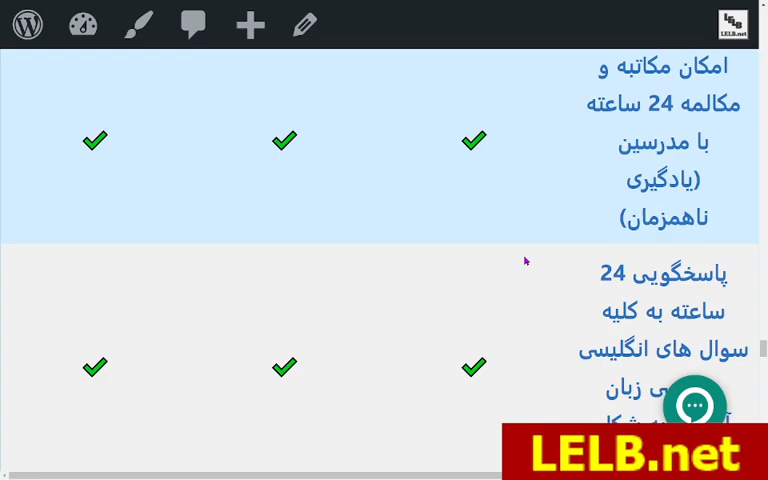 LELB
LELB.net
امکان مکاتبه و
مکالمه 24 ساعته
با مدرسین
(یادگیری
ناهمزمان)
پاسخگویی 24
ساعته به کلیه
سوال های انگلیسی
زبان
LELB.net